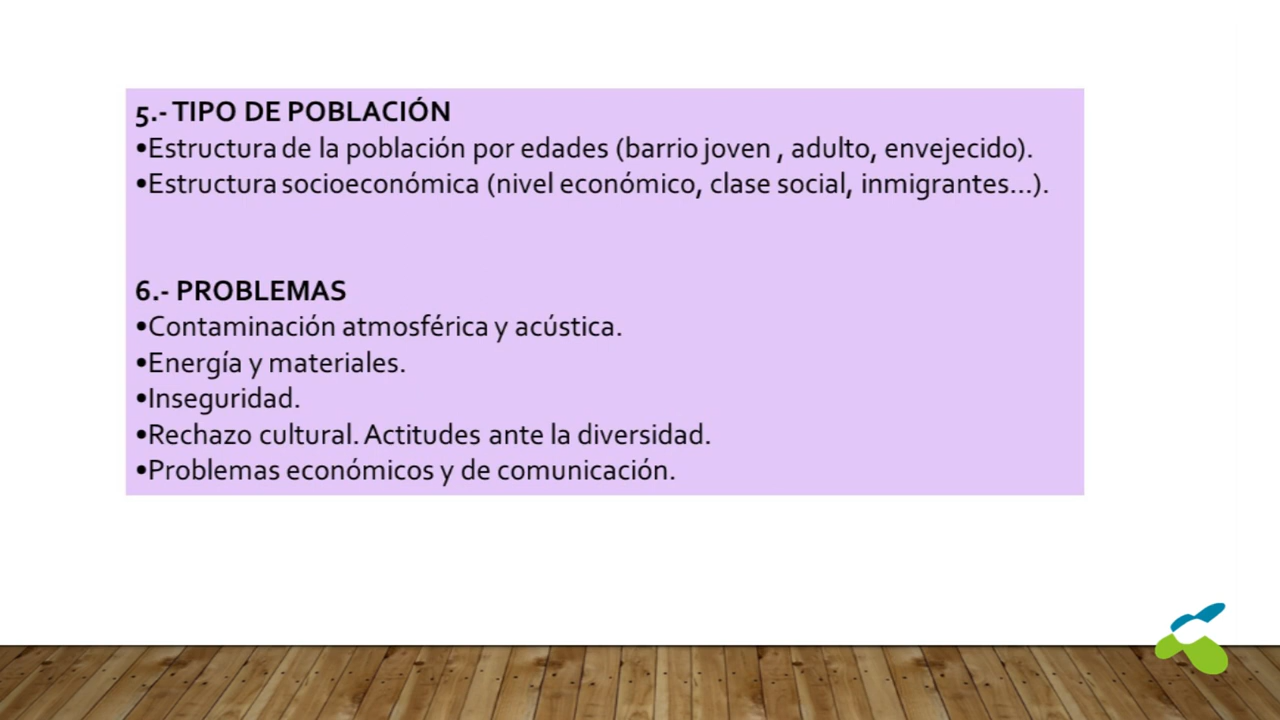 5.- TIPO DE POBLACIÓN
•Estructura de la población por edades (barrio joven , adulto, envejecido).
•Estructura socioeconómica (nivel económico, clase social, inmigrantes...).
6.- PROBLEMAS
•Contaminación atmosférica y acústica.
•Energía y materiales.
•Inseguridad.
•Rechazo cultural. Actitudes ante la diversidad.
•Problemas económicos y de comunicación.